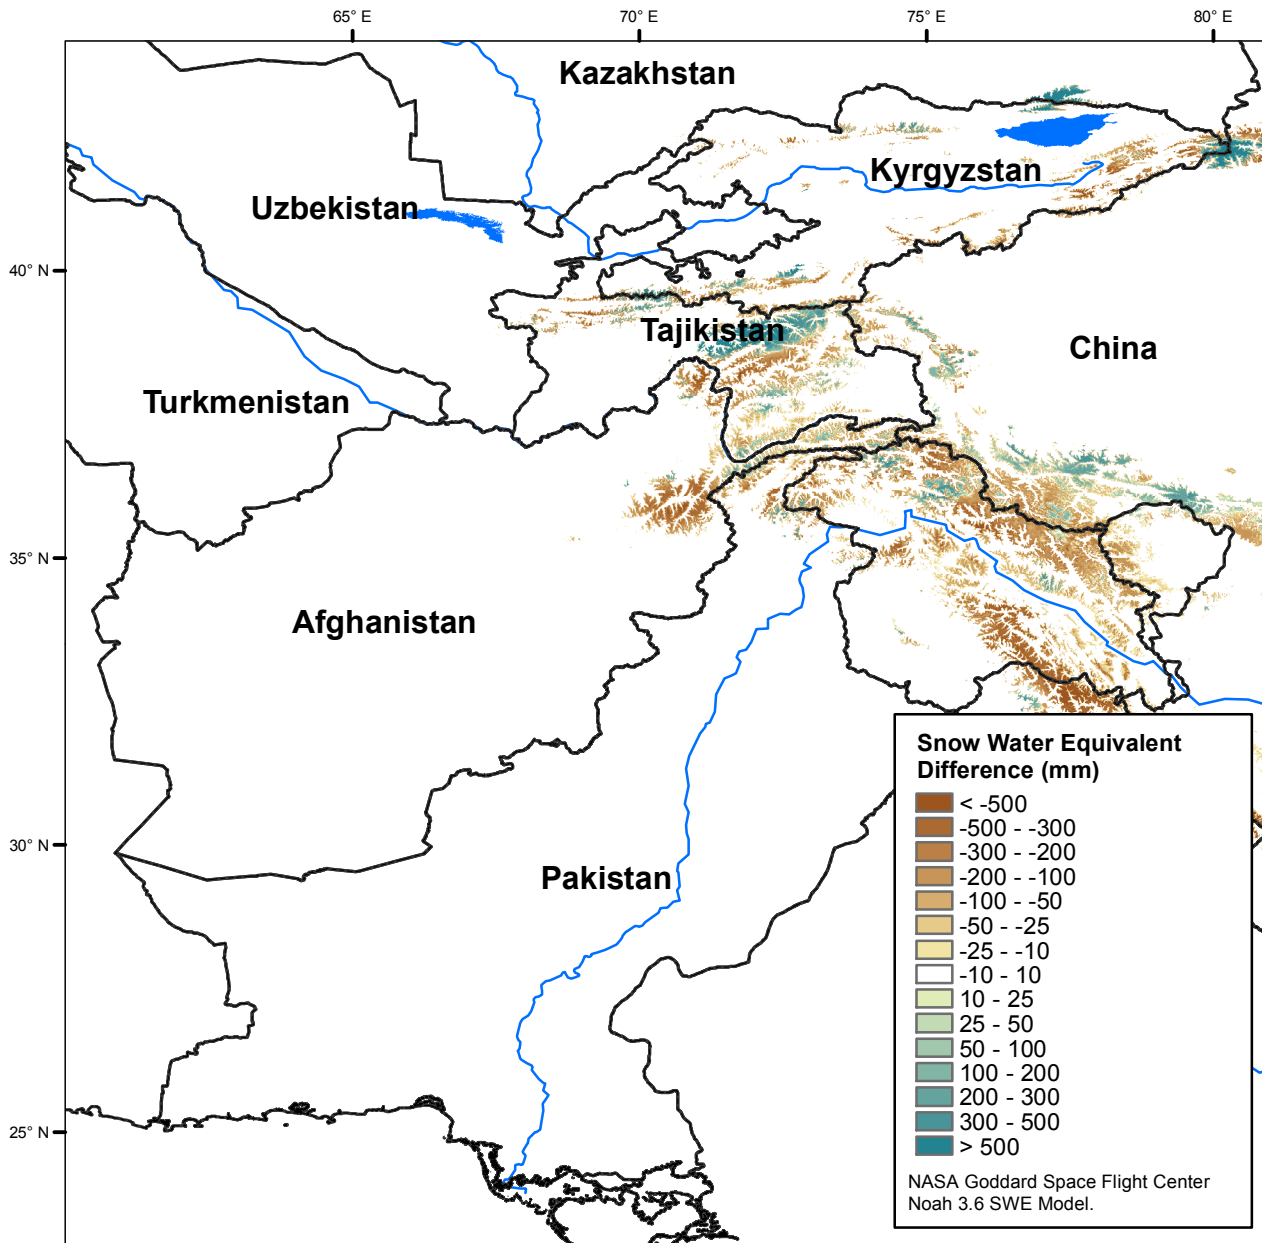 65° E
70° E
75° E
80° E
Kazakhstan
Kyrgyzstan
Uzbekistan
40° N
Tajikistan
China
Turkmenistan
35° N
Afghanistan
30° N
Pakistan
25° N
Snow Water Equivalent
Difference (mm)
< -500
-500 - -300
-300 - -200
-200 - -100
-100 - -50
-50 - -25
-25 - -10
-10 - 10
10 - 25
25 - 50
50 - 100
100 - 200
200 - 300
300 - 500
> 500
NASA Goddard Space Flight Center
Noah 3.6 SWE Model.